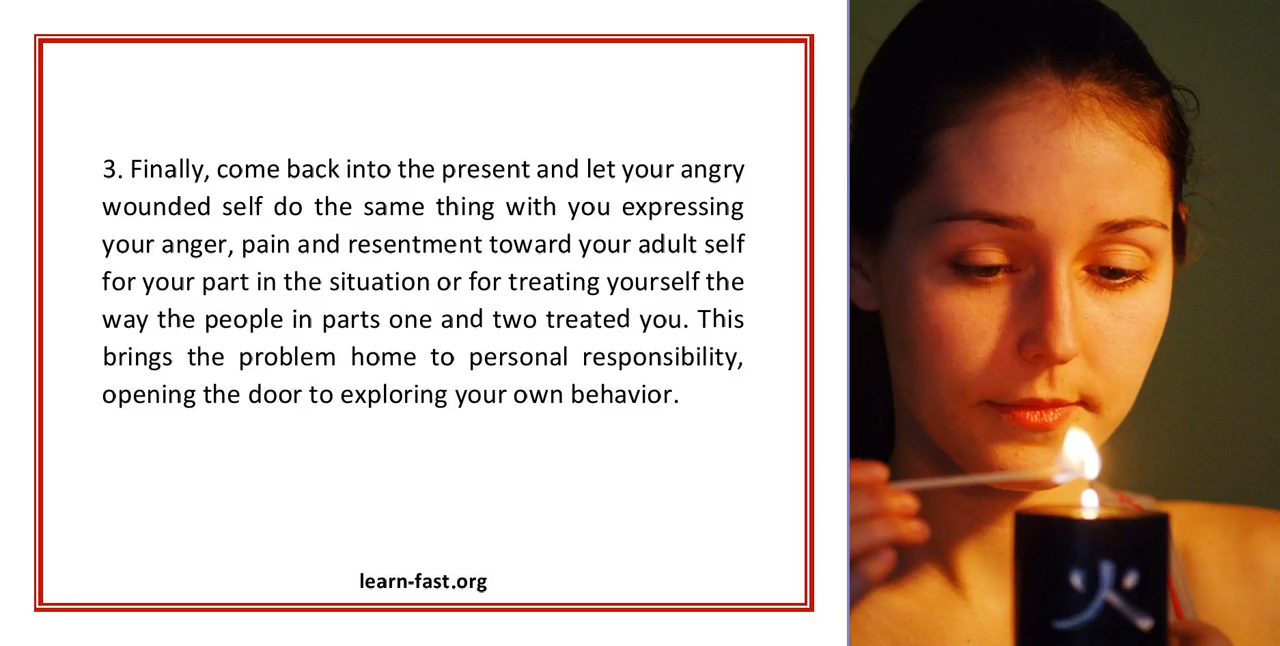 3. Finally, come back into the present and let your angry
wounded self do the same thing with you expressing
your anger, pain and resentment toward your adult self
for your part in the situation or for treating yourself the
way the people in parts one and two treated you. This
brings the problem home to personal responsibility,
opening the door to exploring your own behavior.
learn-fast.org
火